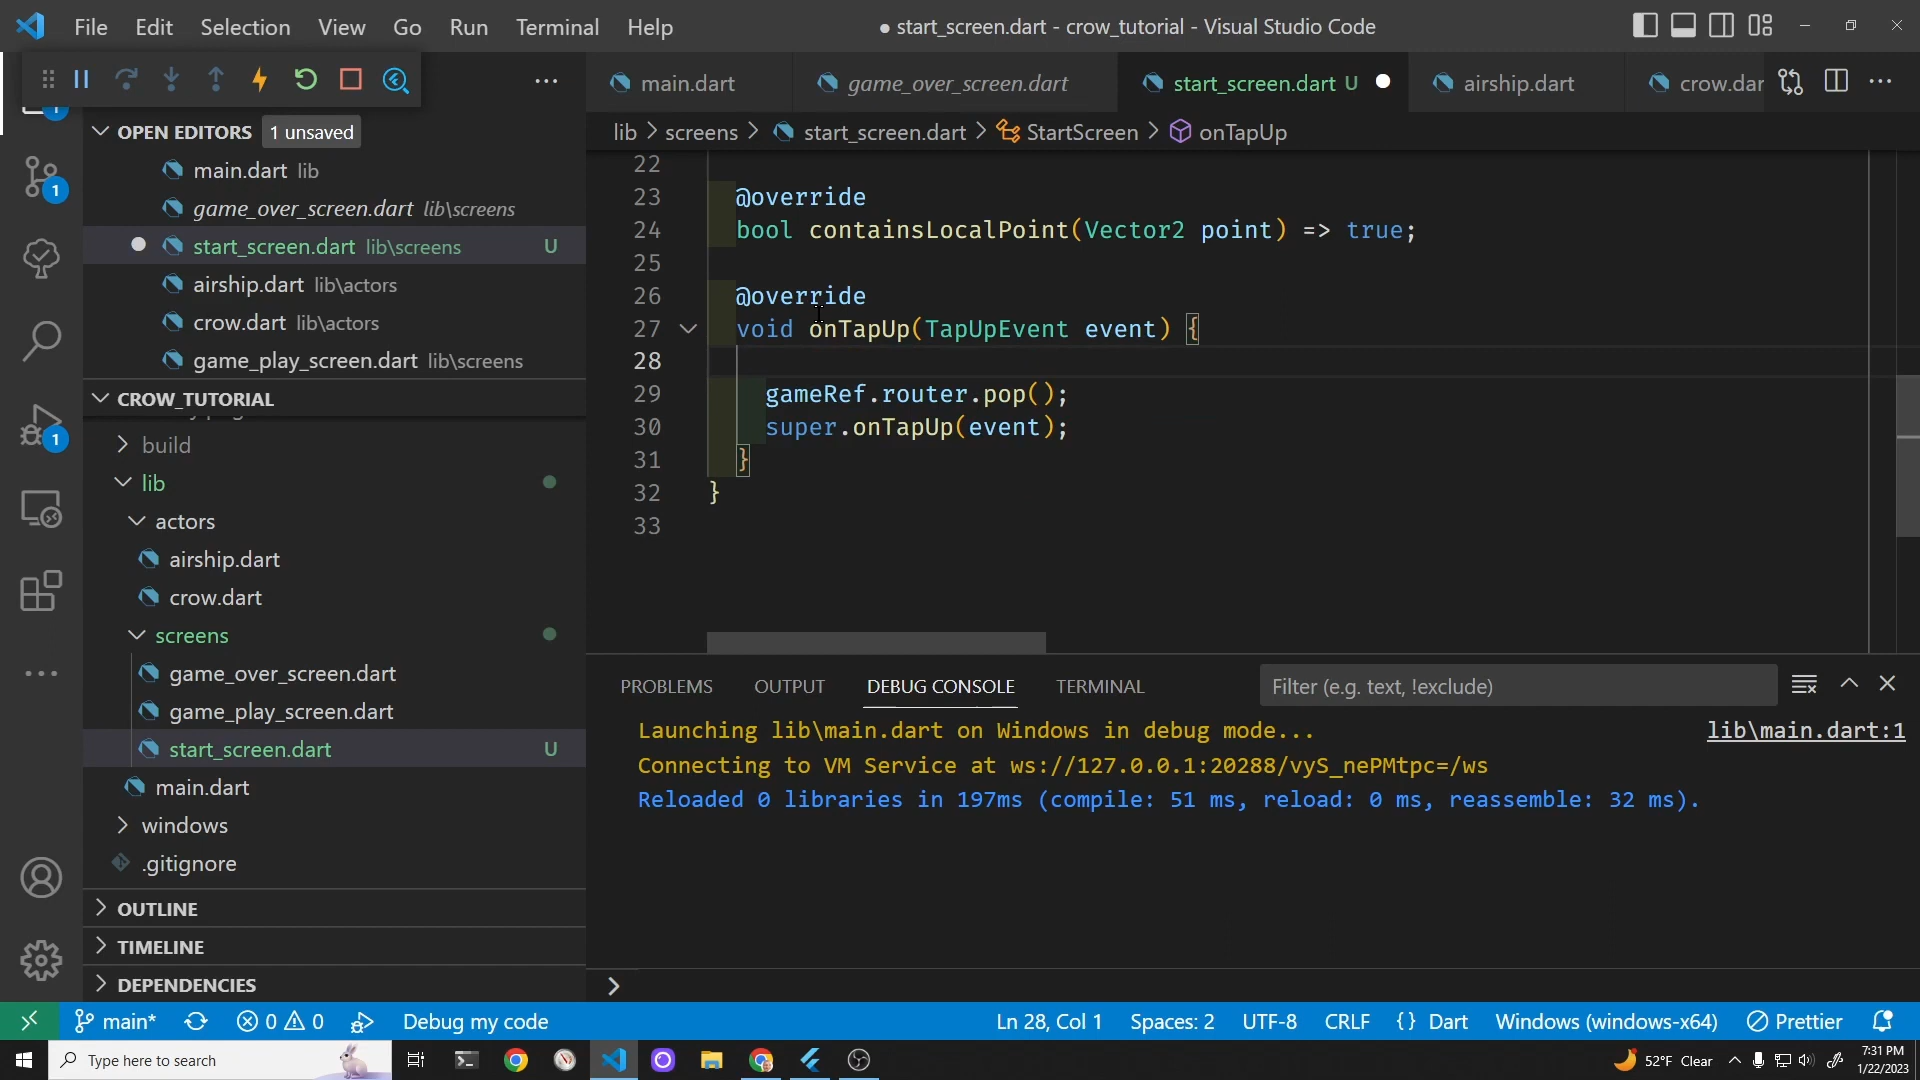 File Edit Selection View Go Run Terminal Help
● start_screen.dart - crow_tutorial - Visual Studio Code
main.dart
game_over_screen.dart
start_screen.dart U
airship.dart
crow.dar
OPEN EDITORS 1 unsaved
main.dart lib
game_over_screen.dart lib\screens
start_screen.dart lib\screens U
airship.dart lib\actors
crow.dart lib\actors
game_play_screen.dart lib\screens
CROW_TUTORIAL
build
lib
actors
airship.dart
crow.dart
screens
game_over_screen.dart
game_play_screen.dart
start_screen.dart U
main.dart
windows
.gitignore
OUTLINE
TIMELINE
DEPENDENCIES
1
1
1
lib > screens > start_screen.dart > StartScreen > onTapUp
22
23 @override
24 bool containsLocalPoint(Vector2 point) => true;
25
26 @override
27 void onTapUp(TapUpEvent event) {
28
29 gameRef.router.pop();
30 super.onTapUp(event);
31 }
32 }
33
PROBLEMS OUTPUT DEBUG CONSOLE TERMINAL
Filter (e.g. text, !exclude)
Launching lib\main.dart on Windows in debug mode...
lib\main.dart:1
Connecting to VM Service at ws://127.0.0.1:20288/vyS_nePMtpc=/ws
Reloaded 0 libraries in 197ms (compile: 51 ms, reload: 0 ms, reassemble: 32 ms).
>
main* 0 0 Debug my code
Ln 28, Col 1 Spaces: 2 UTF-8 CRLF {} Dart Windows (windows-x64) Prettier
Type here to search
52°F Clear
7:31 PM
1/22/2023